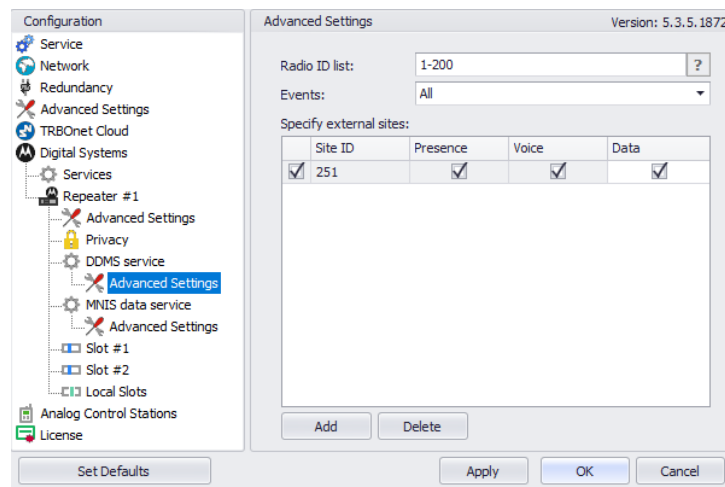 Configuration
Service
Network
Redundancy
Advanced Settings
TRBOnet Cloud
Digital Systems
Services
Repeater #1
Advanced Settings
Privacy
DDMS service
Advanced Settings
MNIS data service
Advanced Settings
Slot #1
Slot #2
Local Slots
Analog Control Stations
License
Set Defaults
Advanced Settings Version: 5.3.5.1872
Radio ID list: 1-200 ?
Events: All
Specify external sites:
Site ID Presence Voice Data
251
Add Delete
Apply OK Cancel